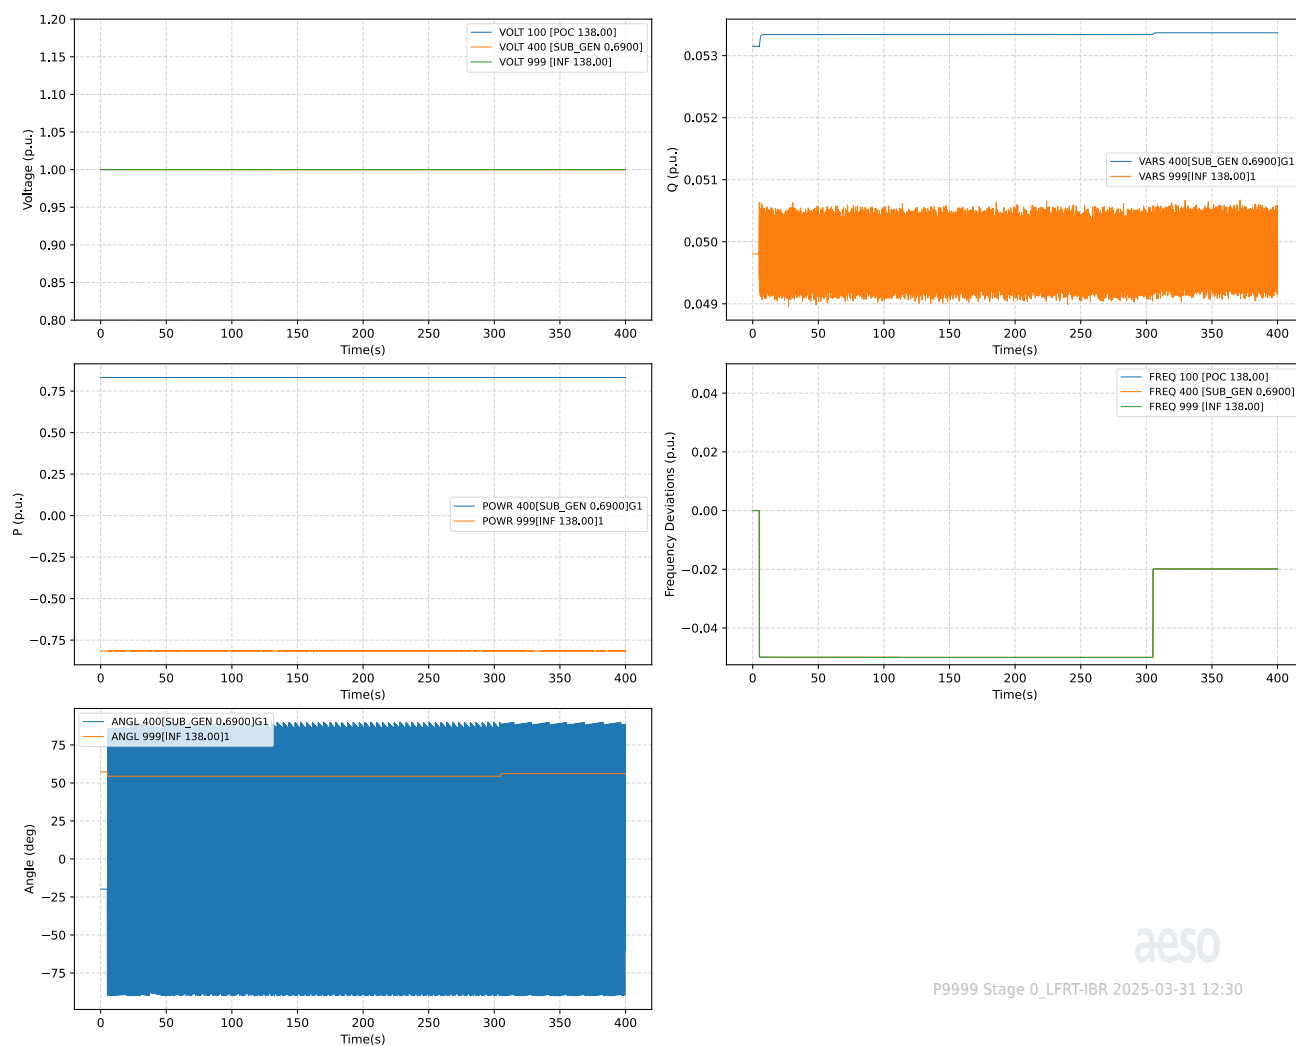 1.20
1.15
1.10
1.05
1.00
0.95
0.90
0.85
0.80
Voltage (p.u.)
VOLT 100 [POC 138.00]
VOLT 400 [SUB_GEN 0.6900]
VOLT 999 [INF 138.00]
0 50 100 150 200 250 300 350 400
Time(s)
0.053
0.052
0.051
0.050
0.049
Q (p.u.)
VARS 400[SUB_GEN 0.6900]G1
VARS 999[INF 138.00]1
0 50 100 150 200 250 300 350 400
Time(s)
0.75
0.50
0.25
0.00
−0.25
−0.50
−0.75
P (p.u.)
POWR 400[SUB_GEN 0.6900]G1
POWR 999[INF 138.00]1
0 50 100 150 200 250 300 350 400
Time(s)
0.04
0.02
0.00
−0.02
−0.04
Frequency Deviations (p.u.)
FREQ 100 [POC 138.00]
FREQ 400 [SUB_GEN 0.6900]
FREQ 999 [INF 138.00]
0 50 100 150 200 250 300 350 400
Time(s)
75
50
25
0
−25
−50
−75
Angle (deg)
ANGL 400[SUB_GEN 0.6900]G1
ANGL 999[INF 138.00]1
0 50 100 150 200 250 300 350 400
Time(s)
aeso
P9999 Stage 0_LFRT-IBR 2025-03-31 12:30